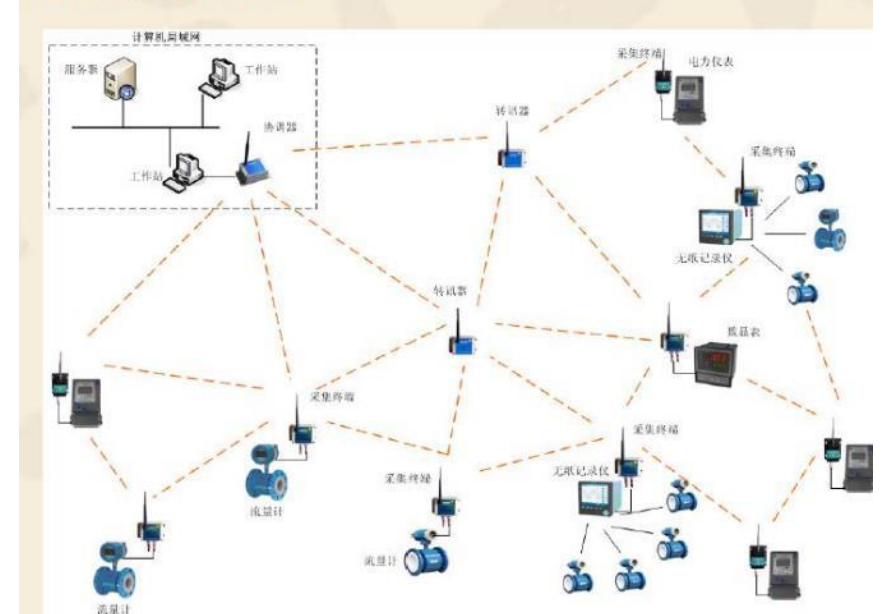 计算机局域网
服务器
工作站
协调器
工作站
转讯器
采集终端
电力仪表
采集终端
无纸记录仪
转讯器
质量表
采集终端
流量计
采集终端
流量计
采集终端
无纸记录仪
流量计